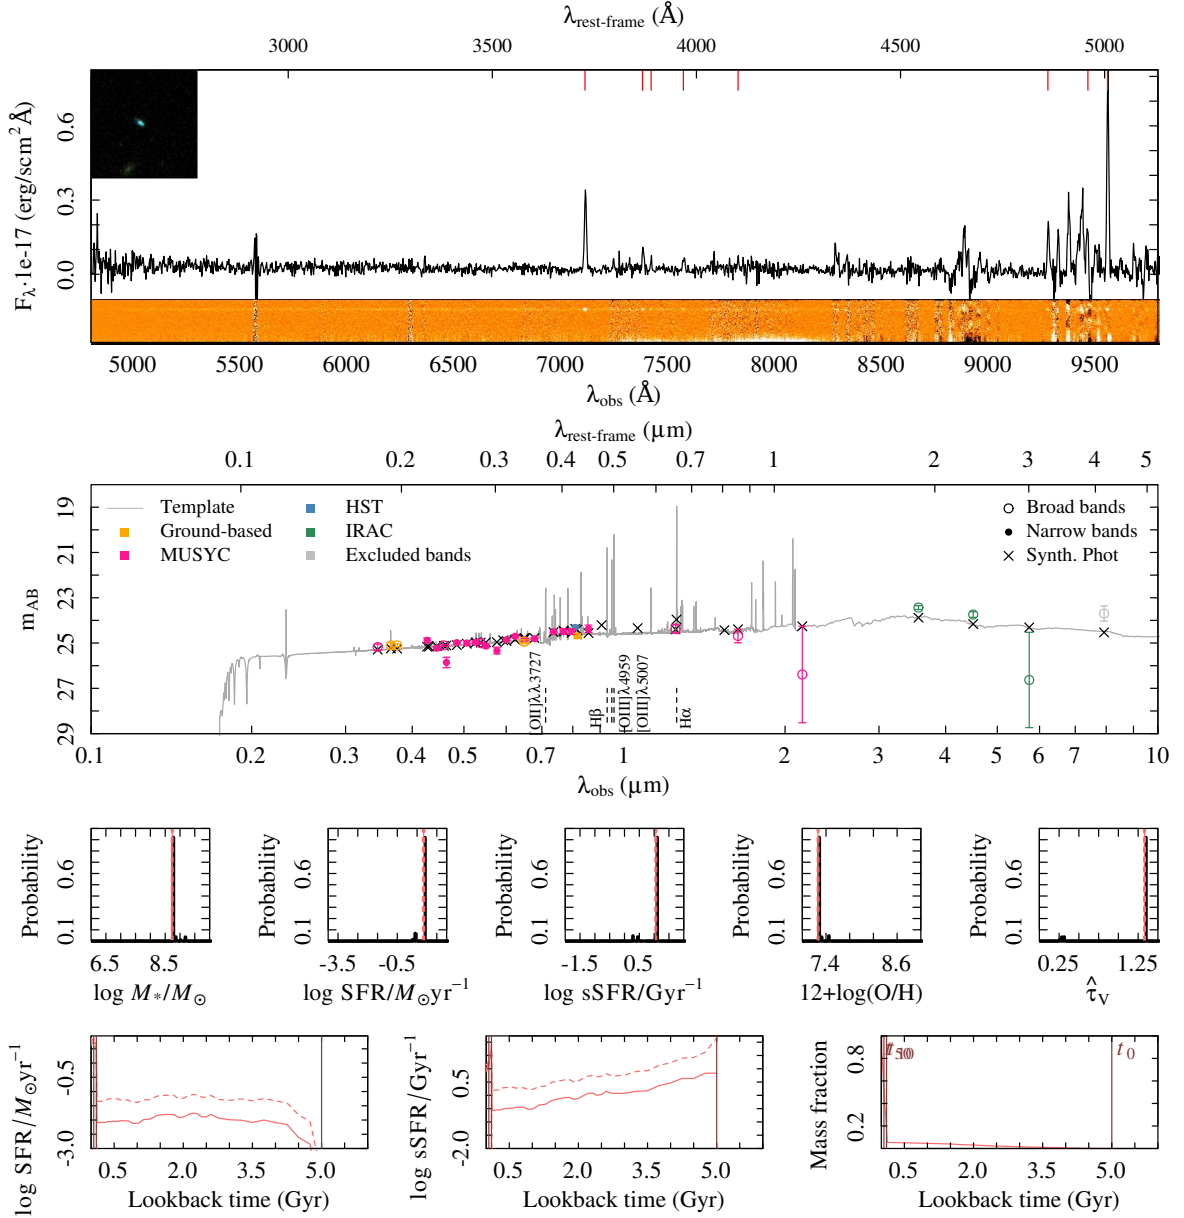 λrest-frame (Å)
3000 3500 4000 4500 5000
Fλ·1e-17 (erg/scm²Å)
0.0 0.3 0.6
5000 5500 6000 6500 7000 7500 8000 8500 9000 9500
λobs (Å)
λrest-frame (μm)
0.1 0.2 0.3 0.4 0.5 0.7 1 2 3 4 5
mAB
19
21
23
25
27
29
Template
Ground-based
MUSYC
HST
IRAC
Excluded bands
Broad bands
Narrow bands
Synth. Phot
[OII]λλ3727
Hβ
[OIII]λ4959
[OIII]λ5007
Hα
0.1 0.2 0.3 0.4 0.5 0.7 1 2 3 4 5 6 7 10
λobs (μm)
Probability
0.1 0.6
6.5 8.5
log M*/M⊙
Probability
0.1 0.6
-3.5 -0.5
log SFR/M⊙yr⁻¹
Probability
0.1 0.6
-1.5 0.5
log sSFR/Gyr⁻¹
Probability
0.1 0.6
7.4 8.6
12+log(O/H)
Probability
0.1 0.6
0.25 1.25
τ̂V
log SFR/M⊙yr⁻¹
-3.0 -0.5
0.5 2.0 3.5 5.0
Lookback time (Gyr)
log sSFR/Gyr⁻¹
-2.0 0.5
0.5 2.0 3.5 5.0
Lookback time (Gyr)
Mass fraction
0.2 0.8
t0
0.5 2.0 3.5 5.0
Lookback time (Gyr)